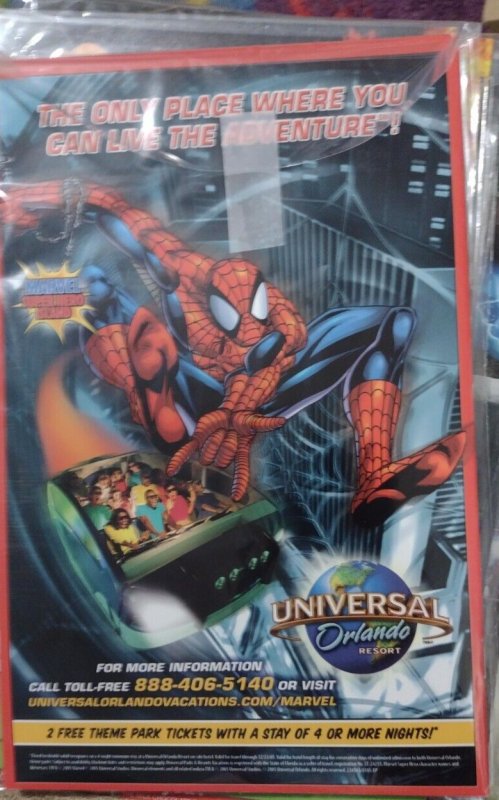 THE ONLY PLACE WHERE YOU
CAN LIVE THE ADVENTURE™!
MARVEL
SUPER HERO
ISLAND
UNIVERSAL
Orlando
RESORT
FOR MORE INFORMATION
CALL TOLL-FREE 888-406-5140 OR VISIT
UNIVERSALORLANDOVACATIONS.COM/MARVEL
2 FREE THEME PARK TICKETS WITH A STAY OF 4 OR MORE NIGHTS!*